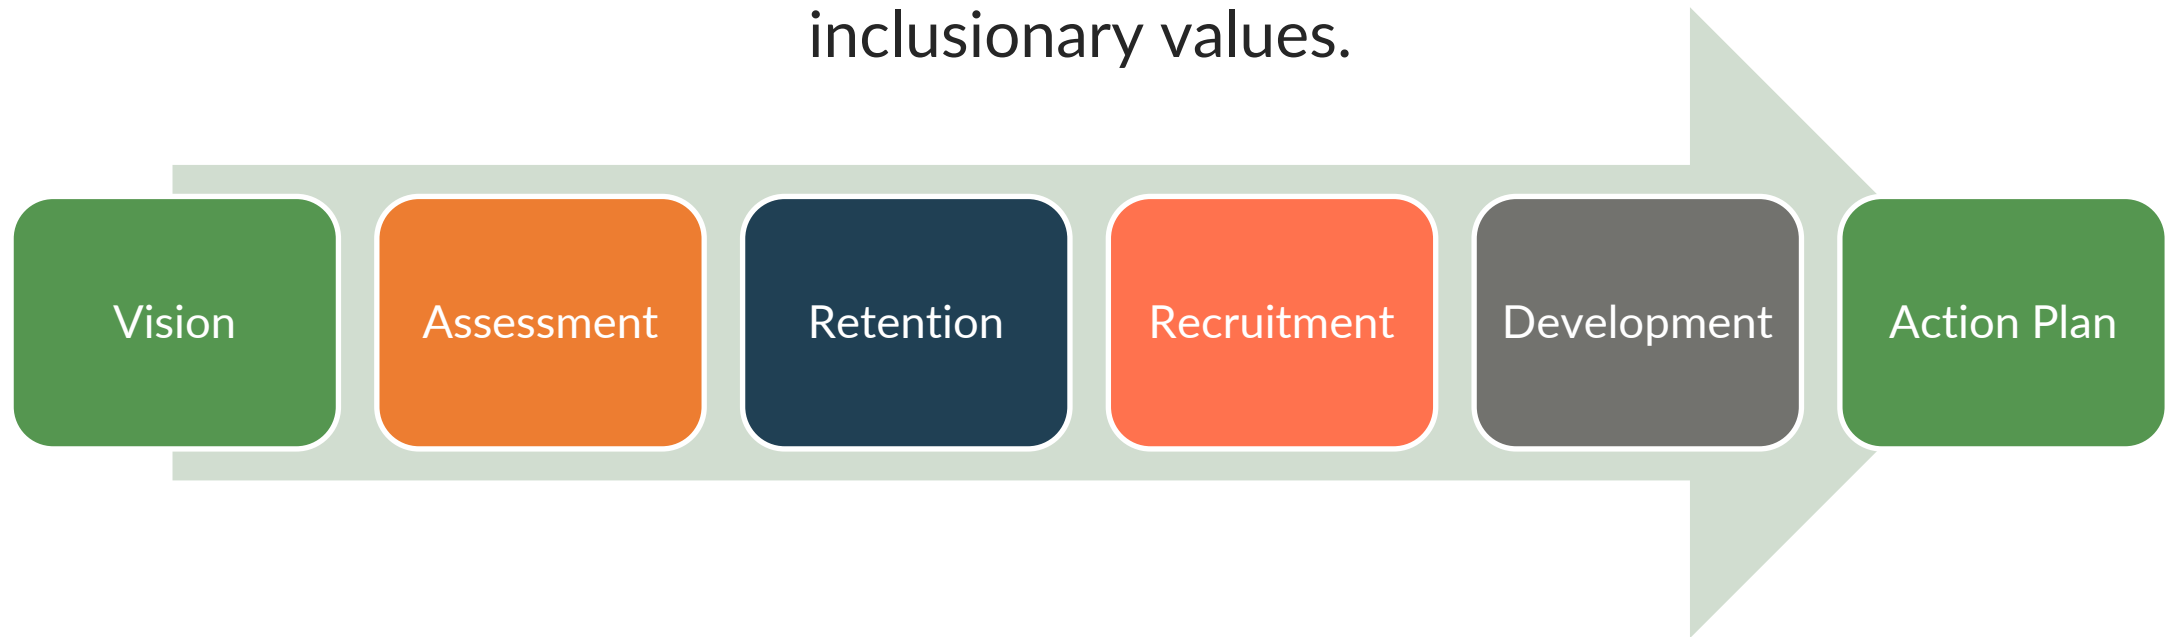 inclusionary values.
Vision
Assessment
Retention
Recruitment
Development
Action Plan